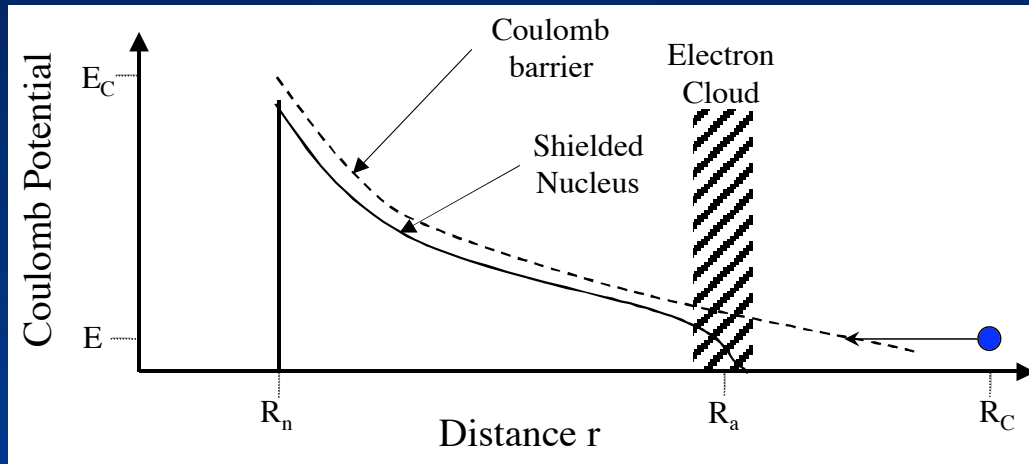 Coulomb
barrier
Electron
Cloud
E_C
Shielded
Nucleus
Coulomb Potential
E
R_n
R_a
R_C
Distance r